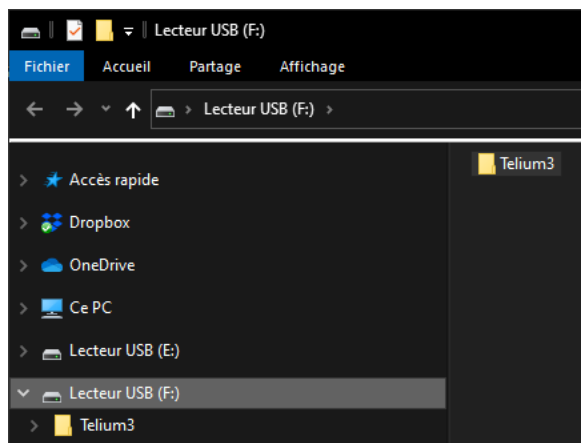 Lecteur USB (F:)
Fichier Accueil Partage Affichage
Lecteur USB (F:)
Telium3
Accès rapide
Dropbox
OneDrive
Ce PC
Lecteur USB (E:)
Lecteur USB (F:)
Telium3